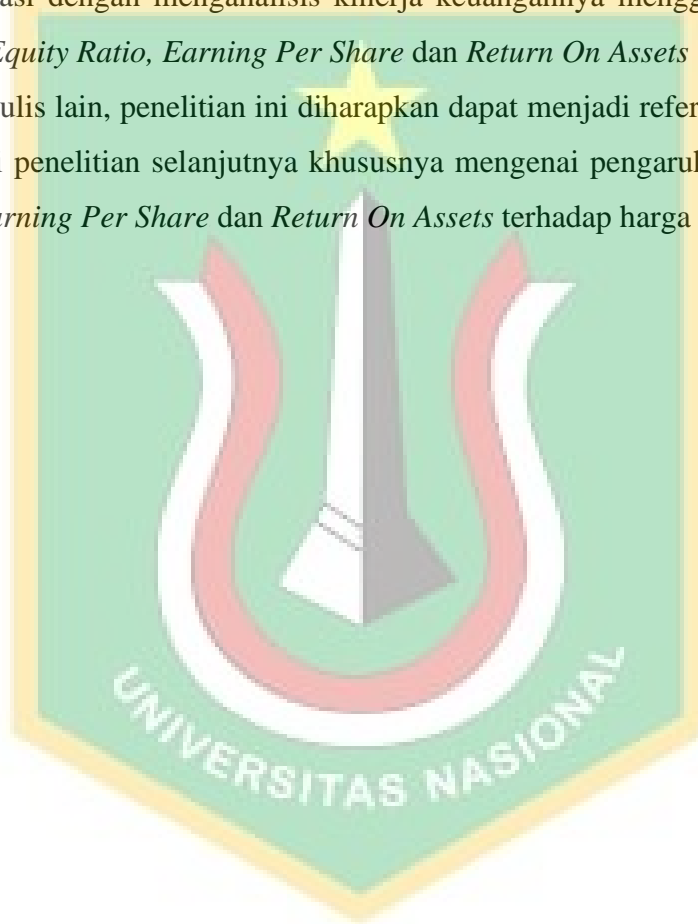 asi dengan menganalisis kinerja keuangannya mengg
Equity Ratio, Earning Per Share dan Return On Assets
ulis lain, penelitian ini diharapkan dapat menjadi refer
penelitian selanjutnya khususnya mengenai pengaruh
arning Per Share dan Return On Assets terhadap harga
UNIVERSITAS NASIONAL